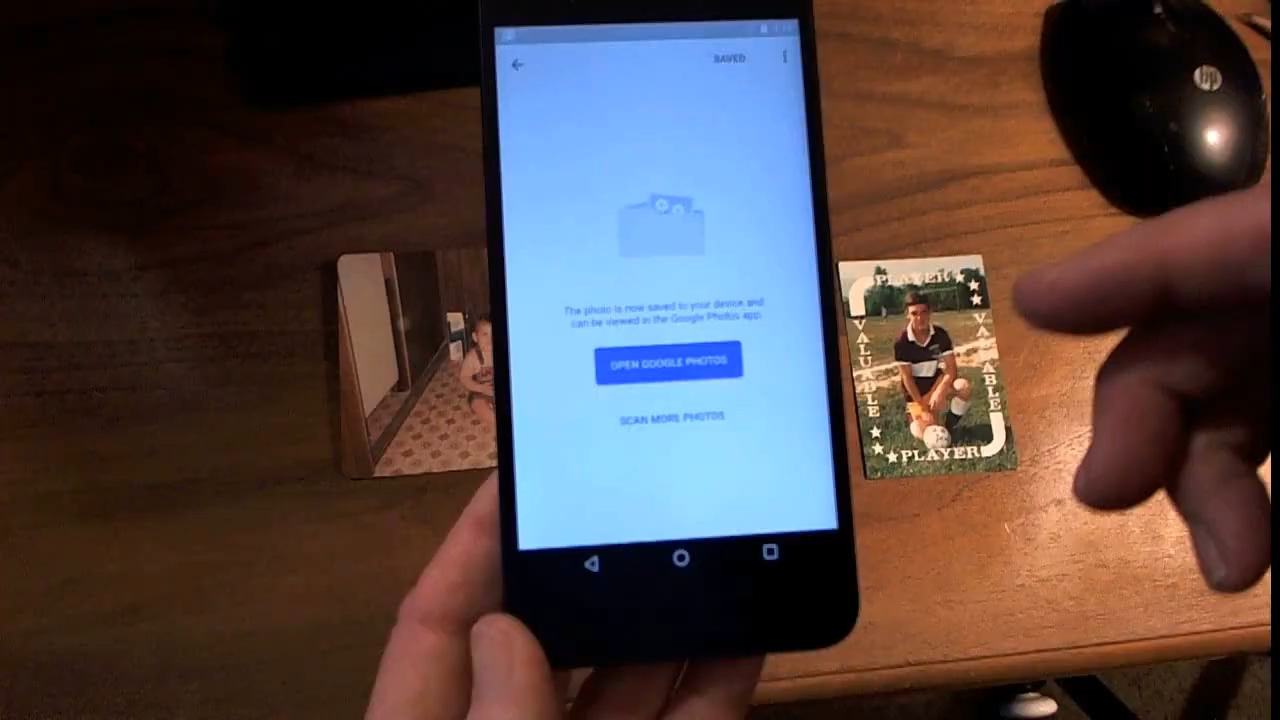 SAVED
The photo is now saved to your device and
can be viewed in the Google Photos app.
OPEN GOOGLE PHOTOS
SCAN MORE PHOTOS
PLAYER
VALUABLE
VALUABLE
PLAYER
hp